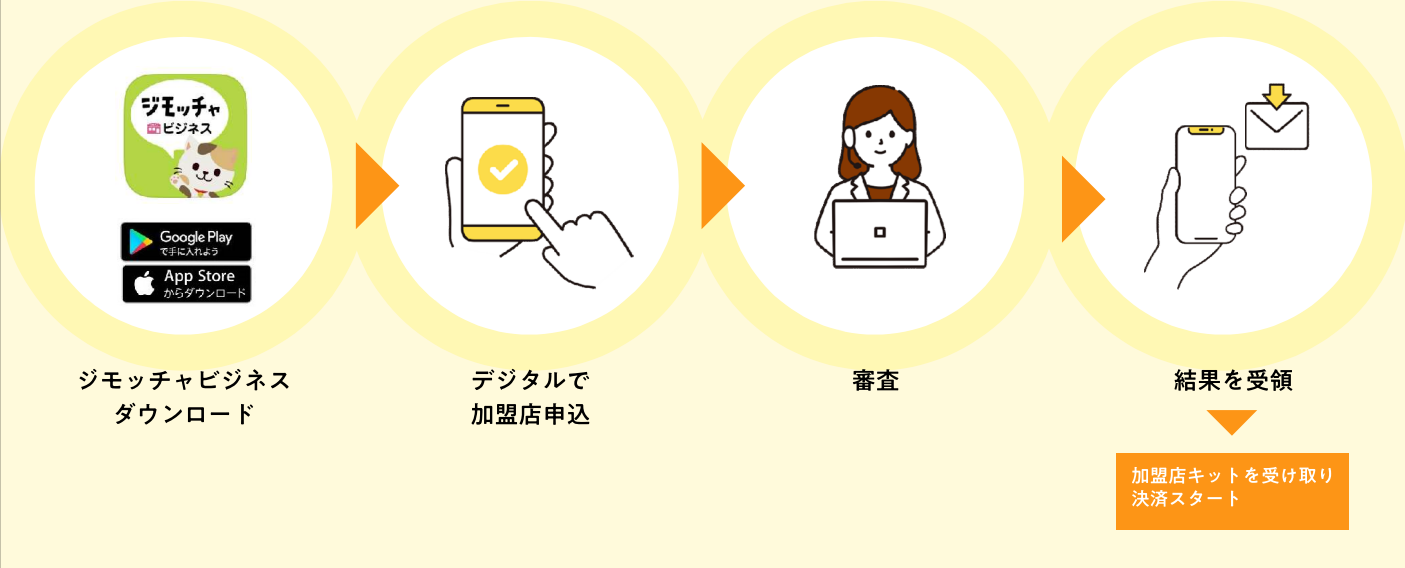 ジモッチャ
ビジネス
Google Play
で手に入れよう
App Store
からダウンロード
ジモッチャビジネス
ダウンロード
デジタルで
加盟店申込
審査
結果を受領
加盟店キットを受け取り
決済スタート